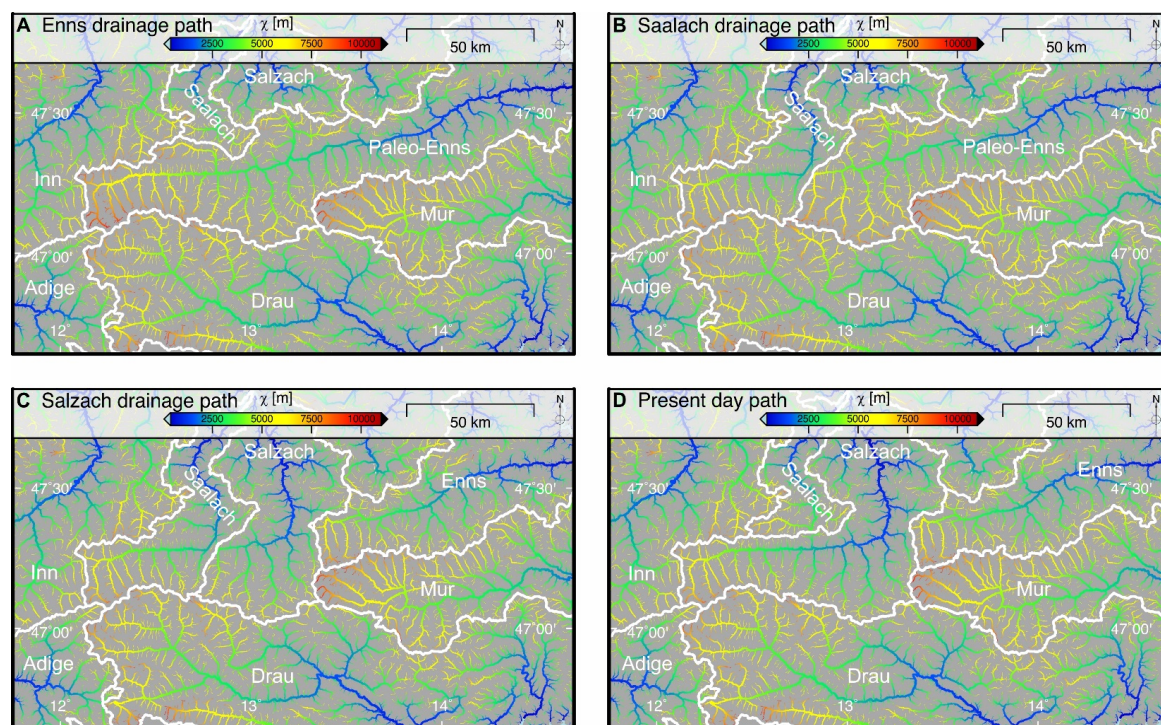 A Enns drainage path
χ [m]
2500 5000 7500 10000
50 km
N
Salzach
Saalach
47°30'
47°30'
Paleo-Enns
Inn
Mur
47°00'
47°00'
Adige
Drau
12°
13°
14°
B Saalach drainage path
χ [m]
2500 5000 7500 10000
50 km
N
Salzach
Saalach
47°30'
47°30'
Paleo-Enns
Inn
Mur
47°00'
47°00'
Adige
Drau
12°
13°
14°
C Salzach drainage path
χ [m]
2500 5000 7500 10000
50 km
N
Salzach
Saalach
Enns
47°30'
47°30'
Inn
Mur
47°00'
47°00'
Adige
Drau
12°
13°
14°
D Present day path
χ [m]
2500 5000 7500 10000
50 km
N
Salzach
Saalach
Enns
47°30'
47°30'
Inn
Mur
47°00'
47°00'
Adige
Drau
12°
13°
14°